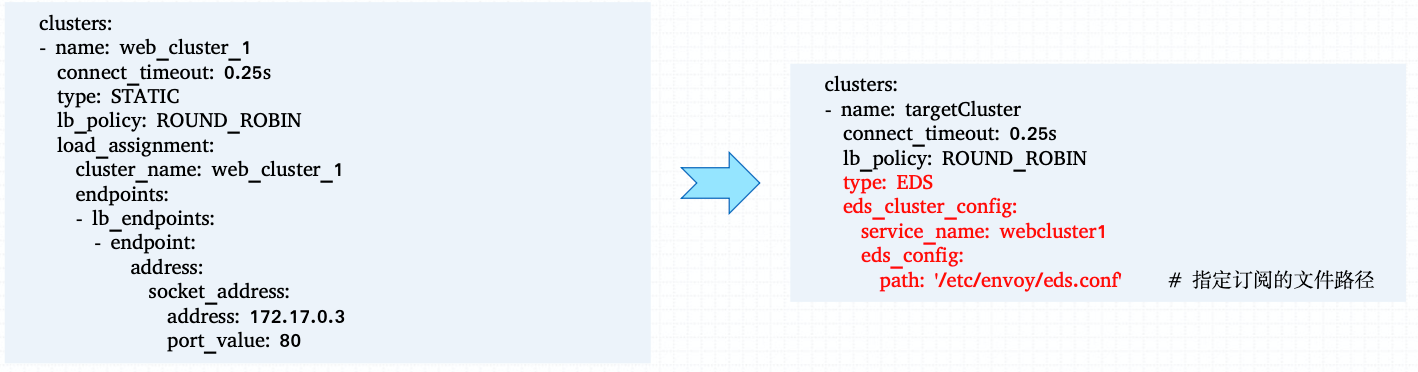 clusters:
- name: web_cluster_1
connect_timeout: 0.25s
type: STATIC
lb_policy: ROUND_ROBIN
load_assignment:
cluster_name: web_cluster_1
endpoints:
- lb_endpoints:
- endpoint:
address:
socket_address:
address: 172.17.0.3
port_value: 80
clusters:
- name: targetCluster
connect_timeout: 0.25s
lb_policy: ROUND_ROBIN
type: EDS
eds_cluster_config:
service_name: webcluster1
eds_config:
path: '/etc/envoy/eds.conf' # 指定订阅的文件路径